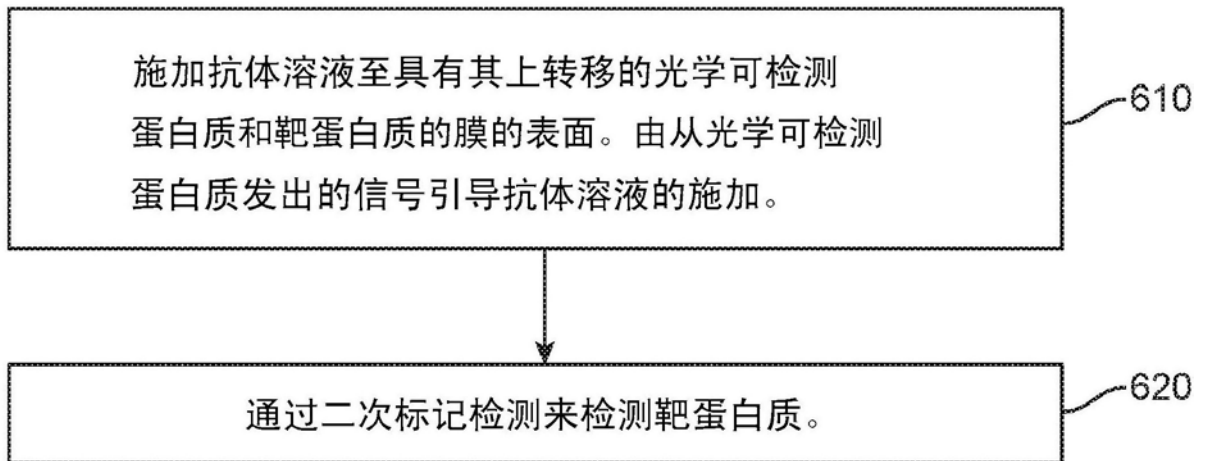 施加抗体溶液至具有其上转移的光学可检测
610
蛋白质和靶蛋白质的膜的表面。由从光学可检测
蛋白质发出的信号引导抗体溶液的施加。
620
通过二次标记检测来检测靶蛋白质。